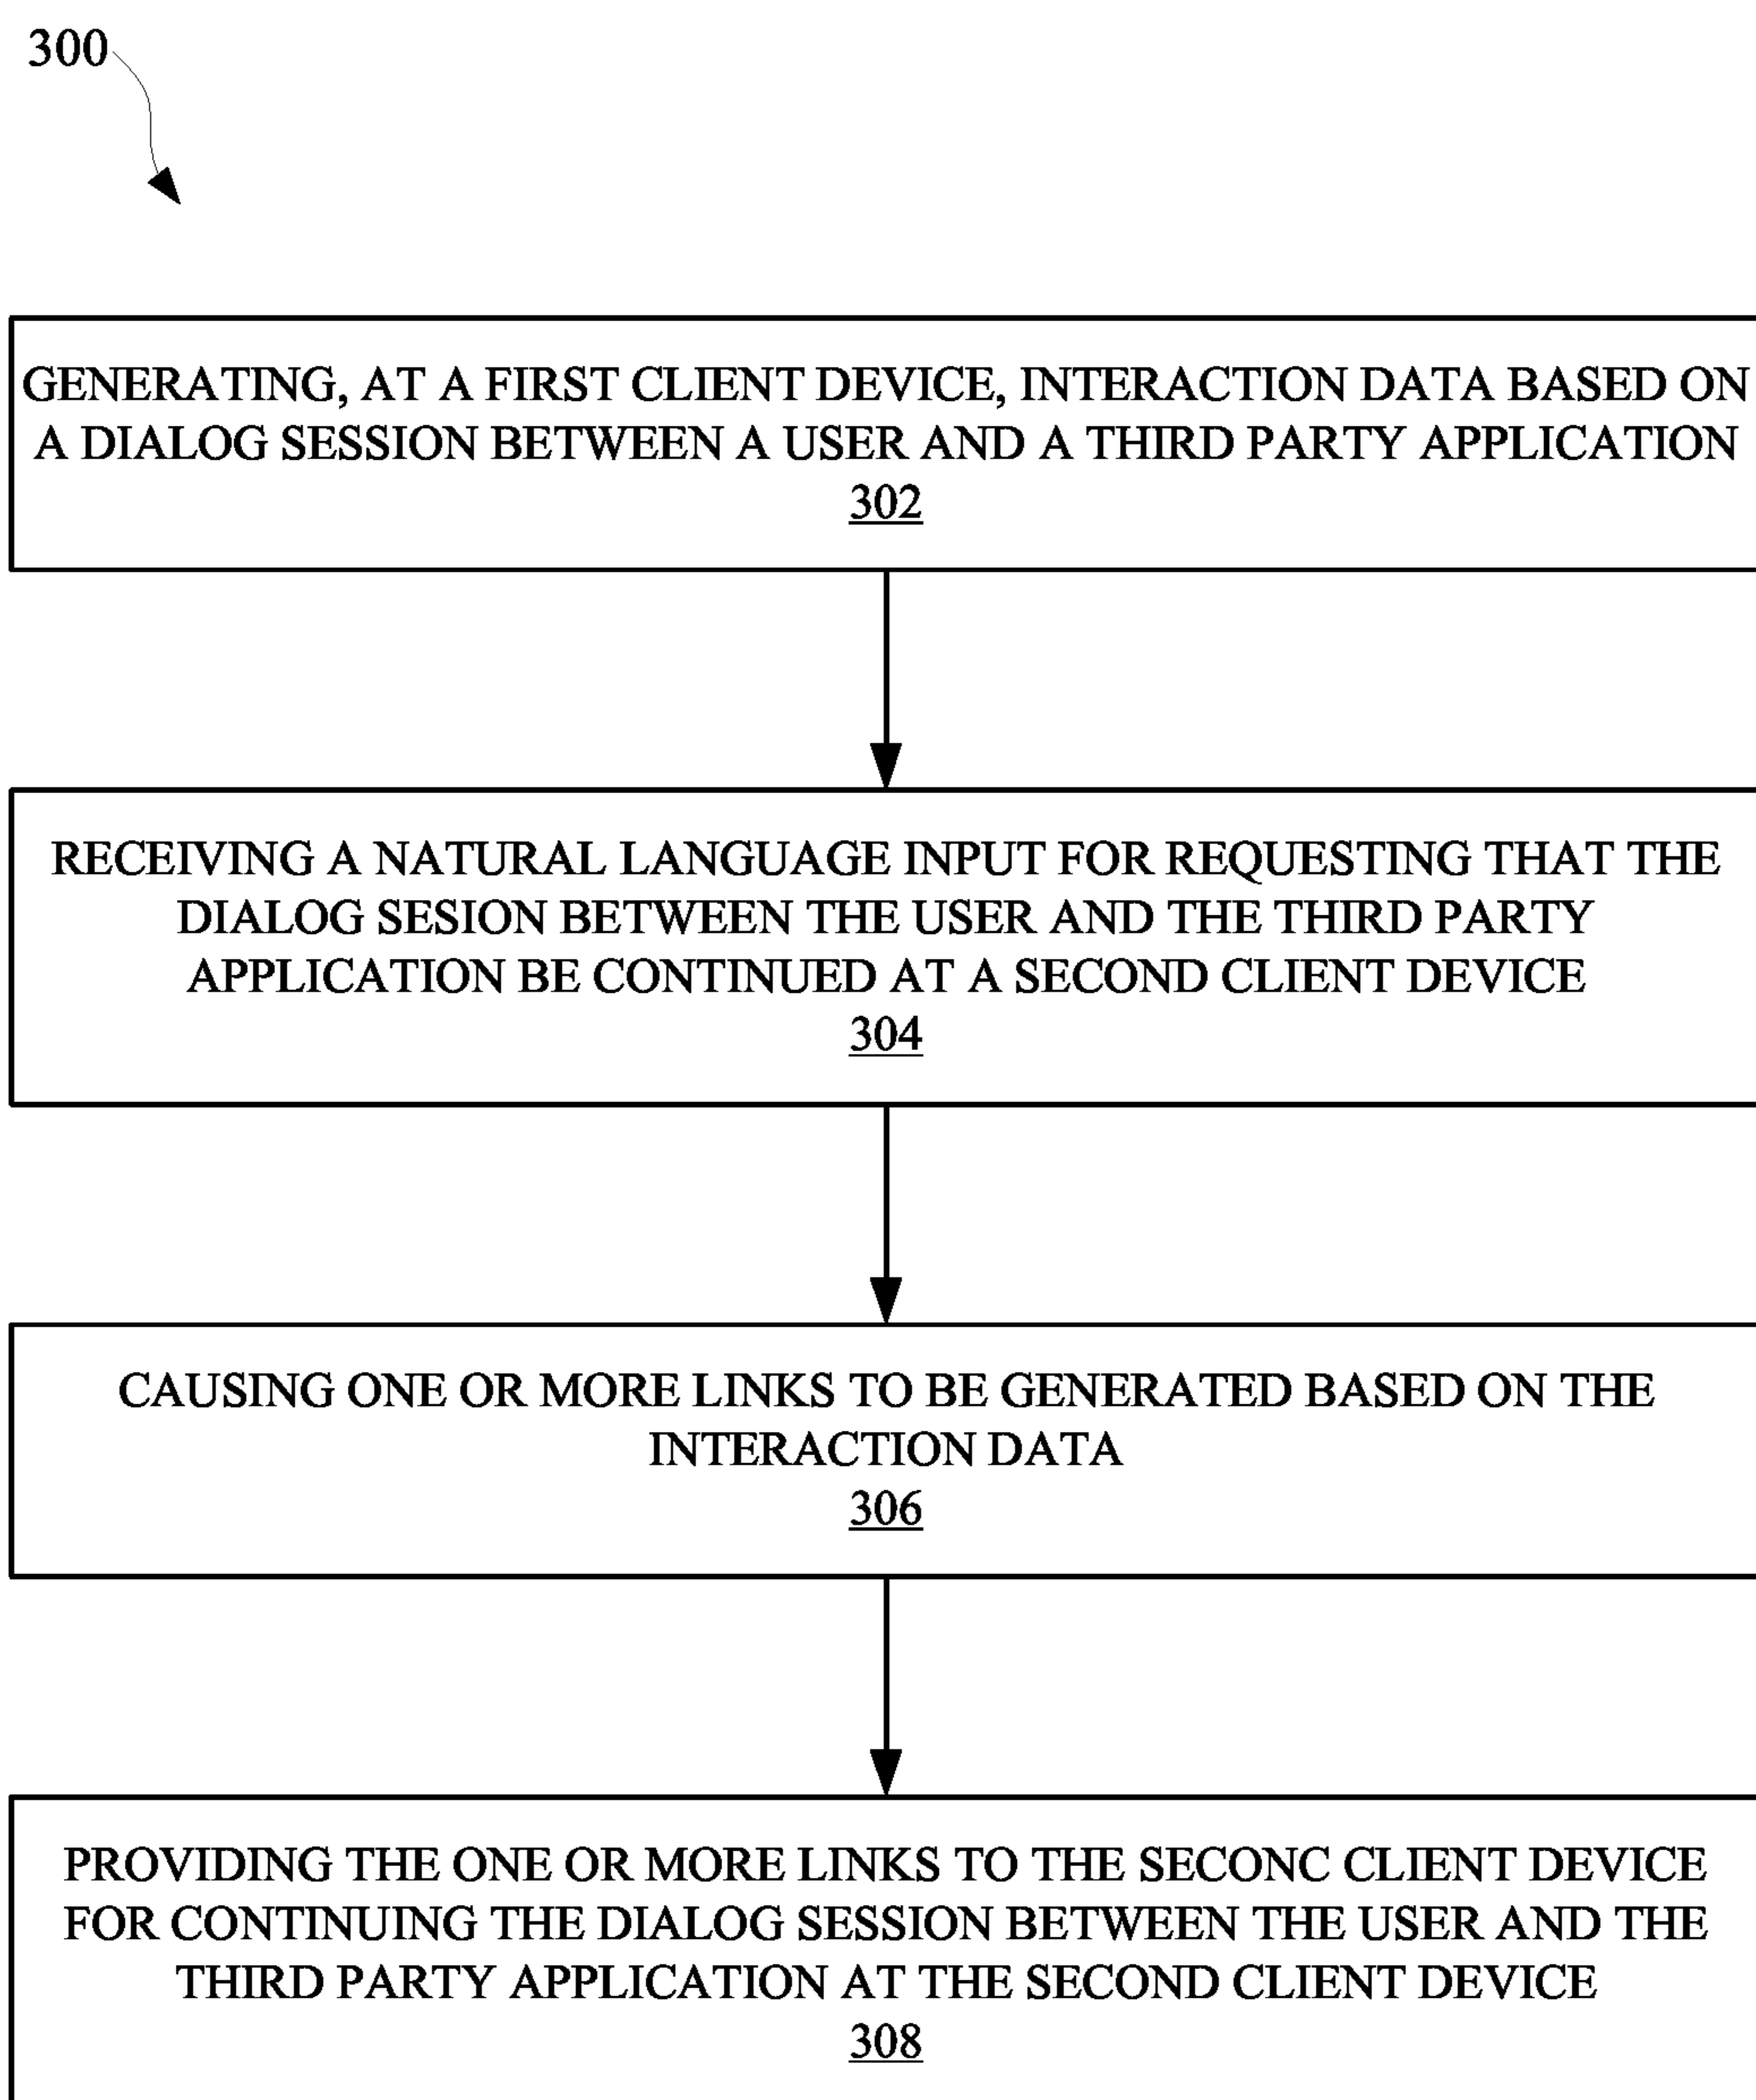 300
GENERATING, AT A FIRST CLIENT DEVICE, INTERACTION DATA BASED ON
A DIALOG SESSION BETWEEN A USER AND A THIRD PARTY APPLICATION
302
RECEIVING A NATURAL LANGUAGE INPUT FOR REQUESTING THAT THE
DIALOG SESION BETWEEN THE USER AND THE THIRD PARTY
APPLICATION BE CONTINUED AT A SECOND CLIENT DEVICE
304
CAUSING ONE OR MORE LINKS TO BE GENERATED BASED ON THE
INTERACTION DATA
306
PROVIDING THE ONE OR MORE LINKS TO THE SECONC CLIENT DEVICE
FOR CONTINUING THE DIALOG SESSION BETWEEN THE USER AND THE
THIRD PARTY APPLICATION AT THE SECOND CLIENT DEVICE
308